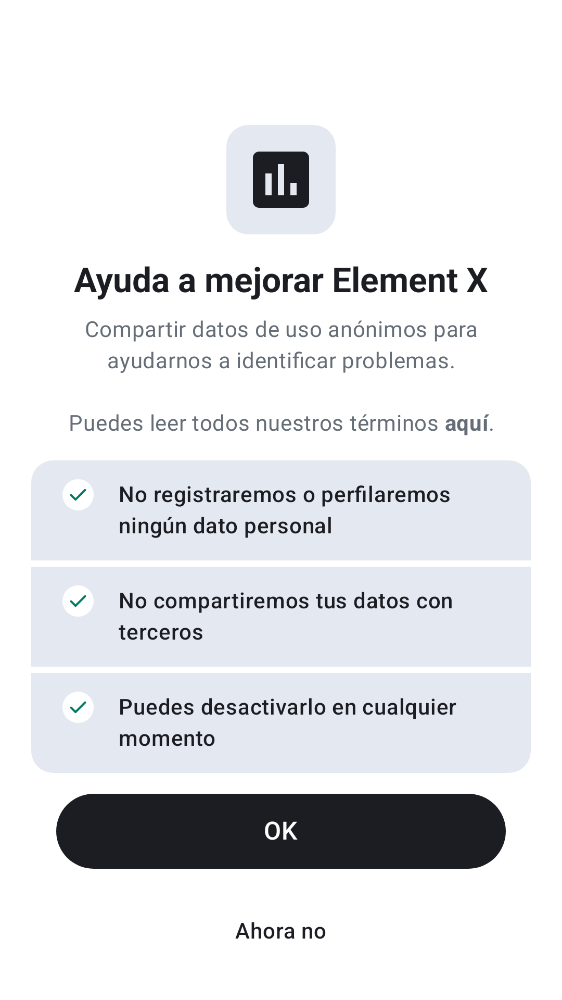 Ayuda a mejorar Element X
Compartir datos de uso anónimos para
ayudarnos a identificar problemas.
Puedes leer todos nuestros términos aquí.
No registraremos o perfilaremos
ningún dato personal
No compartiremos tus datos con
terceros
Puedes desactivarlo en cualquier
momento
OK
Ahora no